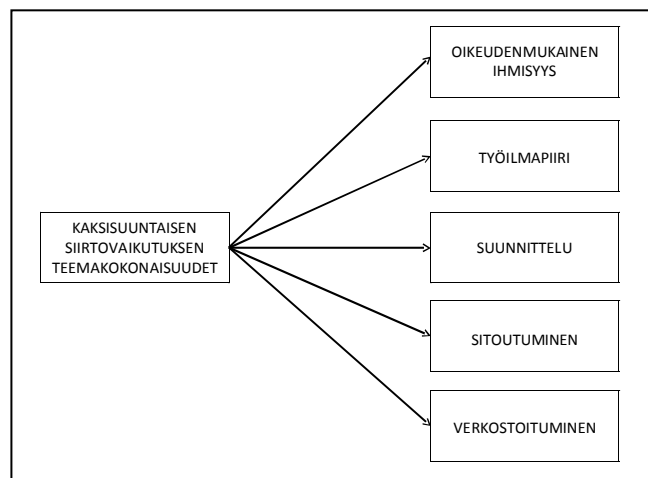 OIKEUDENMUKAINEN
IHMISYYS
TYÖILMAPIIRI
KAKSISUUNTAISEN
SIIRTOVAIKUTUKSEN
TEEMAKOKONAISUUDET
SUUNNITTELU
SITOUTUMINEN
VERKOSTOITUMINEN